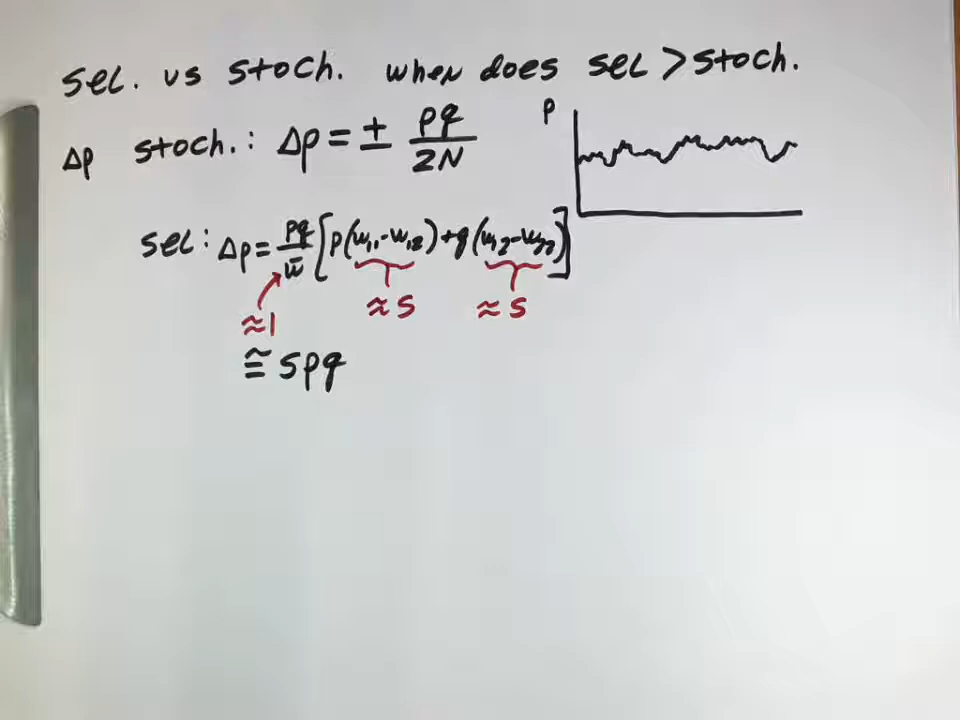 sel. vs stoch. when does sel > stoch.
Δp stoch.: Δp = ± pq/2N
p
sel: Δp = pq/w̄ [p(w₁₁-w₁₂)+q(w₁₂-w₂₂)]
≈1 ≈s ≈s
≅ spq